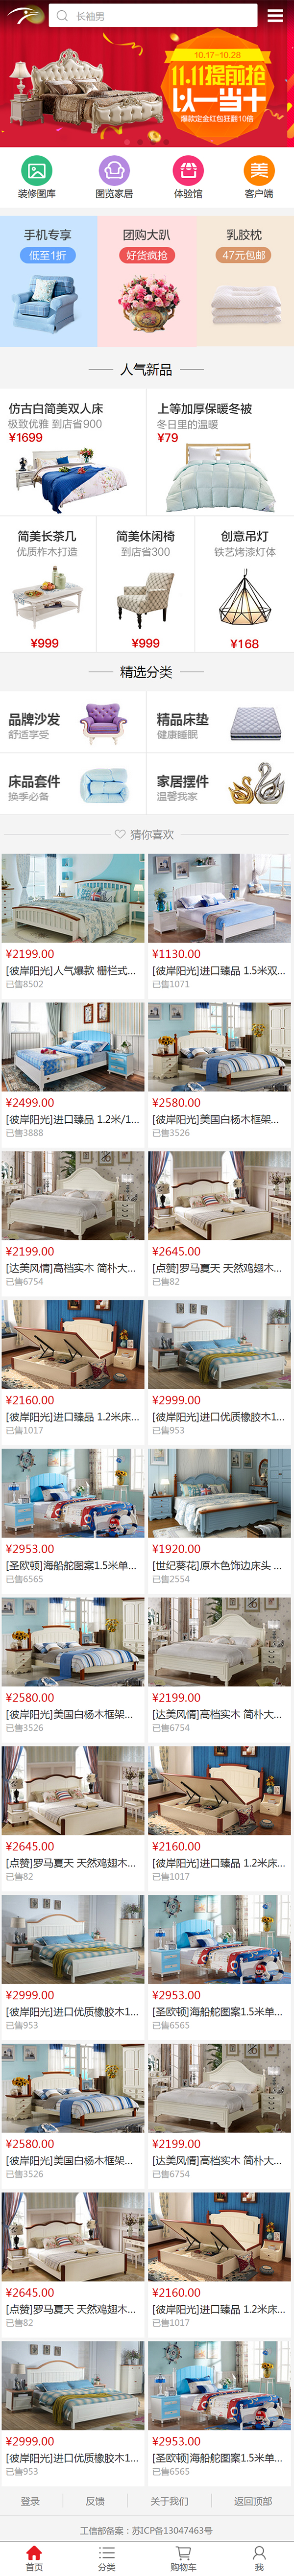 长袖男
10.17-10.28
11.11提前抢
以一当十
爆款定金红包狂翻10倍
装修图库 图览家居 体验馆 美 客户端
手机专享 团购大趴 乳胶枕
低至1折 好货疯抢 47元包邮
人气新品
仿古白简美双人床 上等加厚保暖冬被
极致优雅 到店省900 冬日里的温暖
¥1699 ¥79
简美长茶几 简美休闲椅 创意吊灯
优质柞木打造 到店省300 铁艺烤漆灯体
¥999 ¥999 ¥168
精选分类
品牌沙发 精品床垫
舒适享受 健康睡眠
床品套件 家居摆件
换季必备 温馨我家
猜你喜欢
¥2199.00 ¥1130.00
[彼岸阳光]人气爆款 栅栏式... [彼岸阳光]进口臻品 1.5米双...
已售8502 已售1071
¥2499.00 ¥2580.00
[彼岸阳光]进口臻品 1.2米/1... [彼岸阳光]美国白杨木框架...
已售3888 已售3526
¥2199.00 ¥2645.00
[达美风情]高档实木 简朴大... [点赞]罗马夏天 天然鸡翅木...
已售6754 已售82
¥2160.00 ¥2999.00
[彼岸阳光]进口臻品 1.2米床... [彼岸阳光]进口优质橡胶木1...
已售1017 已售953
¥2953.00 ¥1920.00
[圣欧顿]海船舵图案1.5米单... [世纪葵花]原木色饰边床头 ...
已售6565 已售2554
¥2580.00 ¥2199.00
[彼岸阳光]美国白杨木框架... [达美风情]高档实木 简朴大...
已售3526 已售6754
¥2645.00 ¥2160.00
[点赞]罗马夏天 天然鸡翅木... [彼岸阳光]进口臻品 1.2米床...
已售82 已售1017
¥2999.00 ¥2953.00
[彼岸阳光]进口优质橡胶木1... [圣欧顿]海船舵图案1.5米单...
已售953 已售6565
¥2580.00 ¥2199.00
[彼岸阳光]美国白杨木框架... [达美风情]高档实木 简朴大...
已售3526 已售6754
¥2645.00 ¥2160.00
[点赞]罗马夏天 天然鸡翅木... [彼岸阳光]进口臻品 1.2米床...
已售82 已售1017
¥2999.00 ¥2953.00
[彼岸阳光]进口优质橡胶木1... [圣欧顿]海船舵图案1.5米单...
已售953 已售6565
登录 反馈 关于我们 返回顶部
工信部备案：苏ICP备13047463号
首页 分类 购物车 我